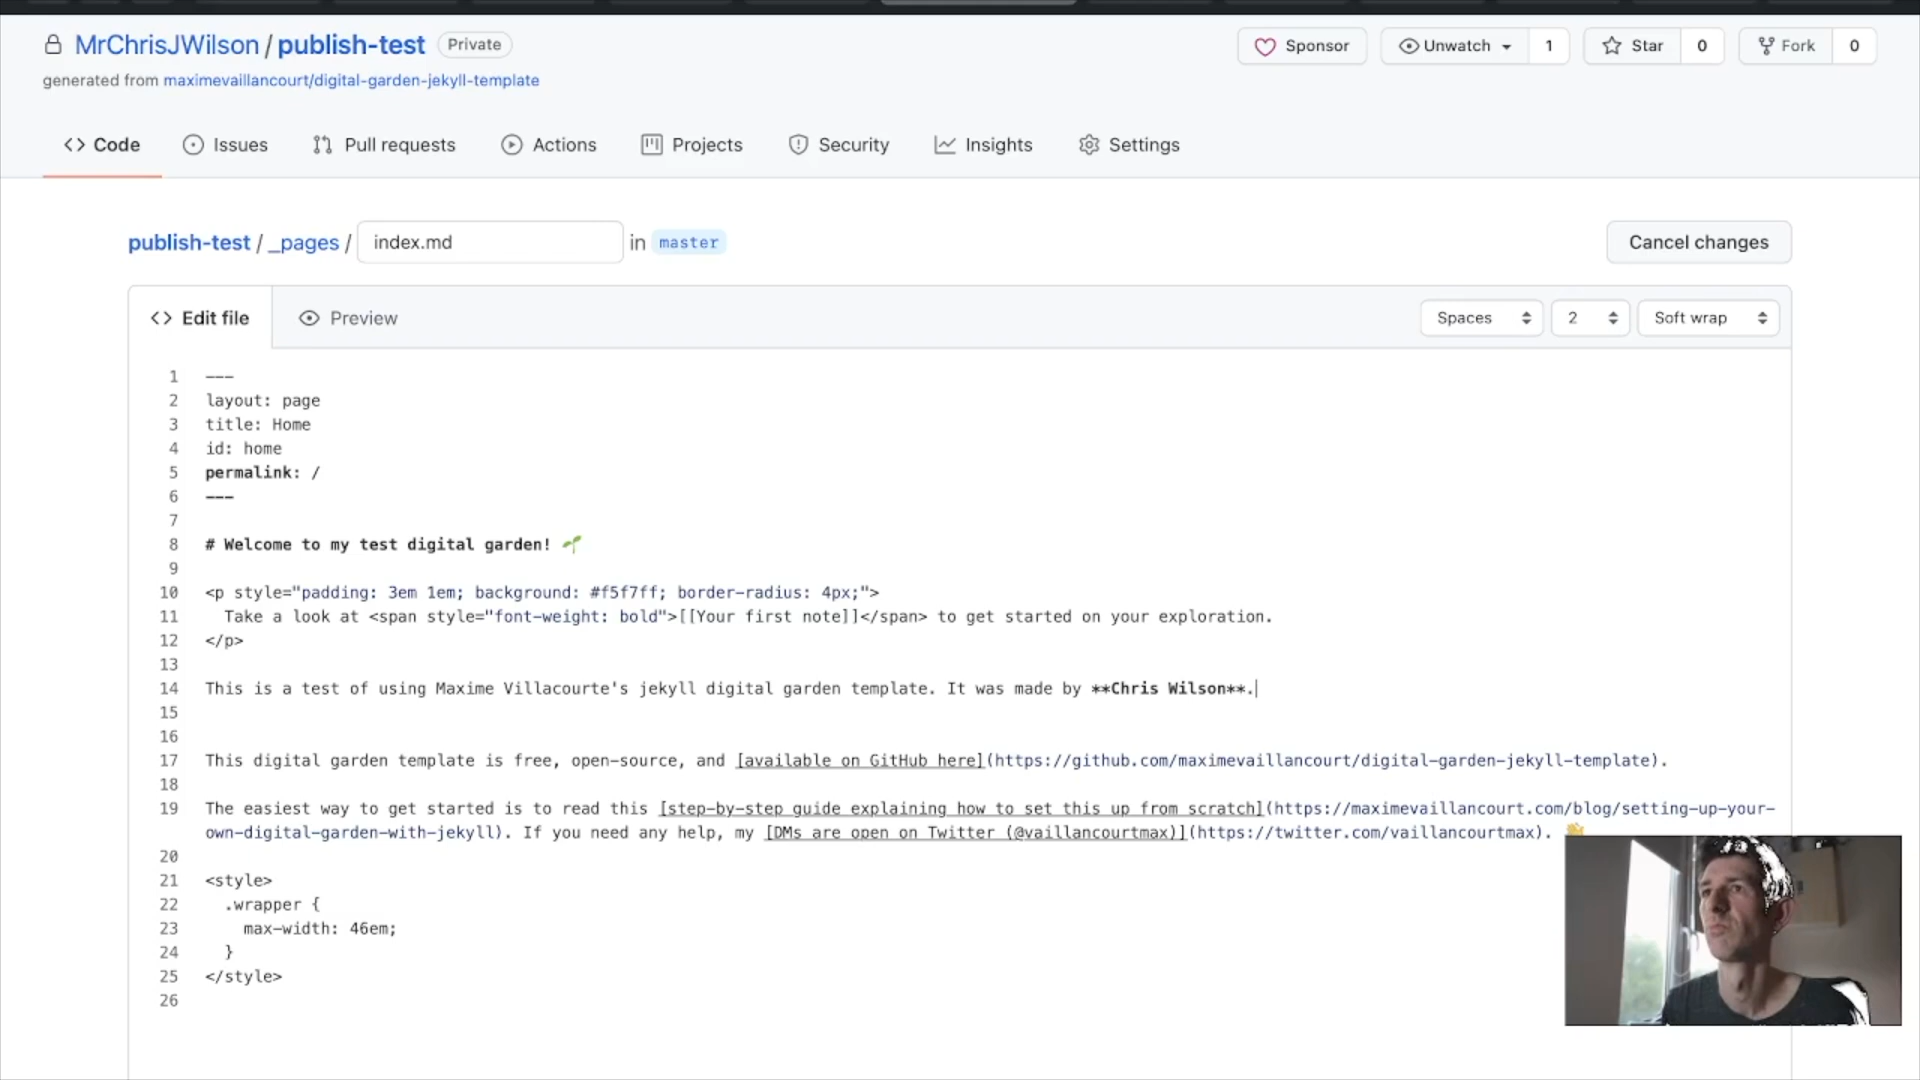 MrChrisJWilson / publish-test Private
Sponsor Unwatch 1 Star 0 Fork 0
generated from maximevaillancourt/digital-garden-jekyll-template
Code Issues Pull requests Actions Projects Security Insights Settings
publish-test / _pages / index.md in master
Cancel changes
Edit file Preview
Spaces 2 Soft wrap
1 ---
2 layout: page
3 title: Home
4 id: home
5 permalink: /
6 ---
7
8 # Welcome to my test digital garden! 🌱
9
10 <p style="padding: 3em 1em; background: #f5f7ff; border-radius: 4px;">
11   Take a look at <span style="font-weight: bold">[[Your first note]]</span> to get started on your exploration.
12 </p>
13
14 This is a test of using Maxime Villacourte's jekyll digital garden template. It was made by **Chris Wilson**.
15
16
17 This digital garden template is free, open-source, and [available on GitHub here](https://github.com/maximevaillancourt/digital-garden-jekyll-template).
18
19 The easiest way to get started is to read this [step-by-step guide explaining how to set this up from scratch](https://maximevaillancourt.com/blog/setting-up-your-
own-digital-garden-with-jekyll). If you need any help, my [DMs are open on Twitter (@vaillancourtmax)](https://twitter.com/vaillancourtmax). 👋
20
21 <style>
22   .wrapper {
23     max-width: 46em;
24   }
25 </style>
26